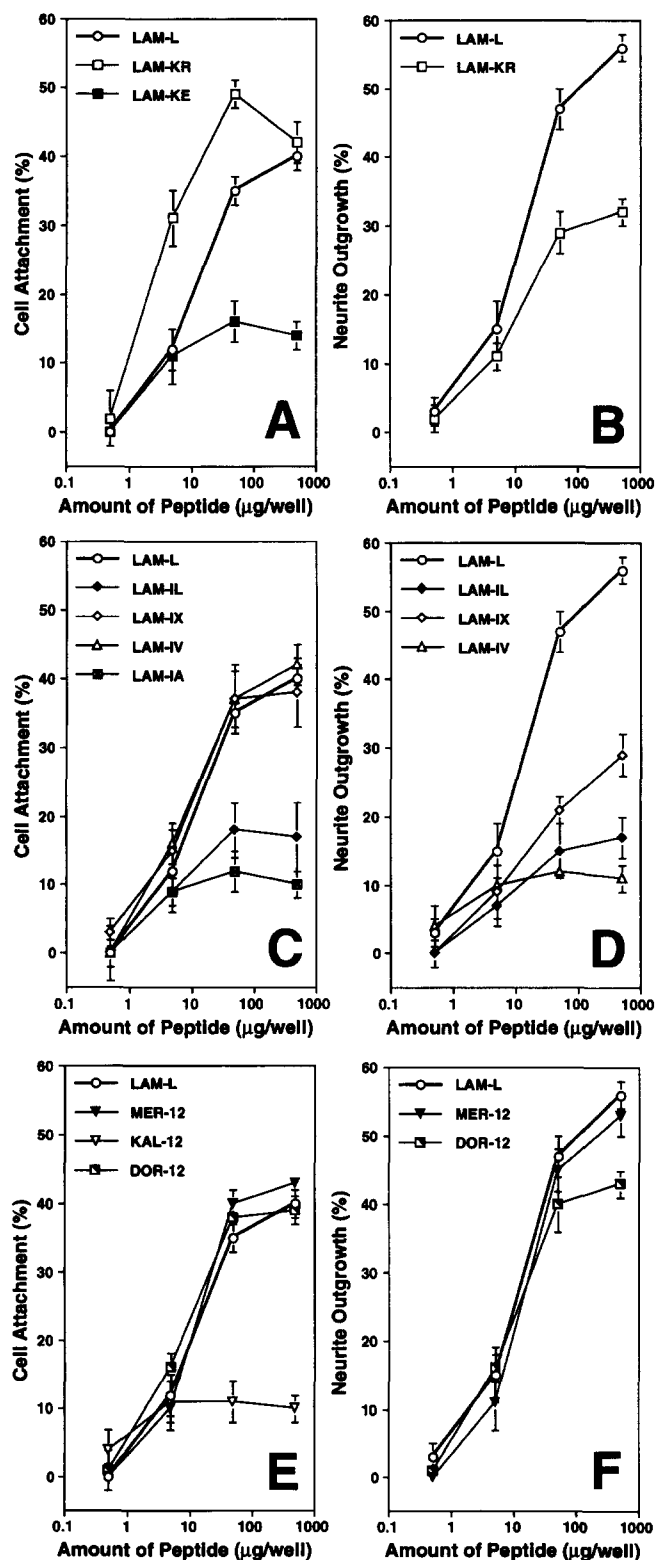 LAM-L
LAM-KR
LAM-KE
Cell Attachment (%)
60
50
40
30
20
10
0
0.1 1 10 100 1000
Amount of Peptide (μg/well)
A
LAM-L
LAM-KR
Neurite Outgrowth (%)
60
50
40
30
20
10
0
0.1 1 10 100 1000
Amount of Peptide (μg/well)
B
LAM-L
LAM-IL
LAM-IX
LAM-IV
LAM-IA
Cell Attachment (%)
60
50
40
30
20
10
0
0.1 1 10 100 1000
Amount of Peptide (μg/well)
C
LAM-L
LAM-IL
LAM-IX
LAM-IV
Neurite Outgrowth (%)
60
50
40
30
20
10
0
0.1 1 10 100 1000
Amount of Peptide (μg/well)
D
LAM-L
MER-12
KAL-12
DOR-12
Cell Attachment (%)
60
50
40
30
20
10
0
0.1 1 10 100 1000
Amount of Peptide (μg/well)
E
LAM-L
MER-12
DOR-12
Neurite Outgrowth (%)
60
50
40
30
20
10
0
0.1 1 10 100 1000
Amount of Peptide (μg/well)
F